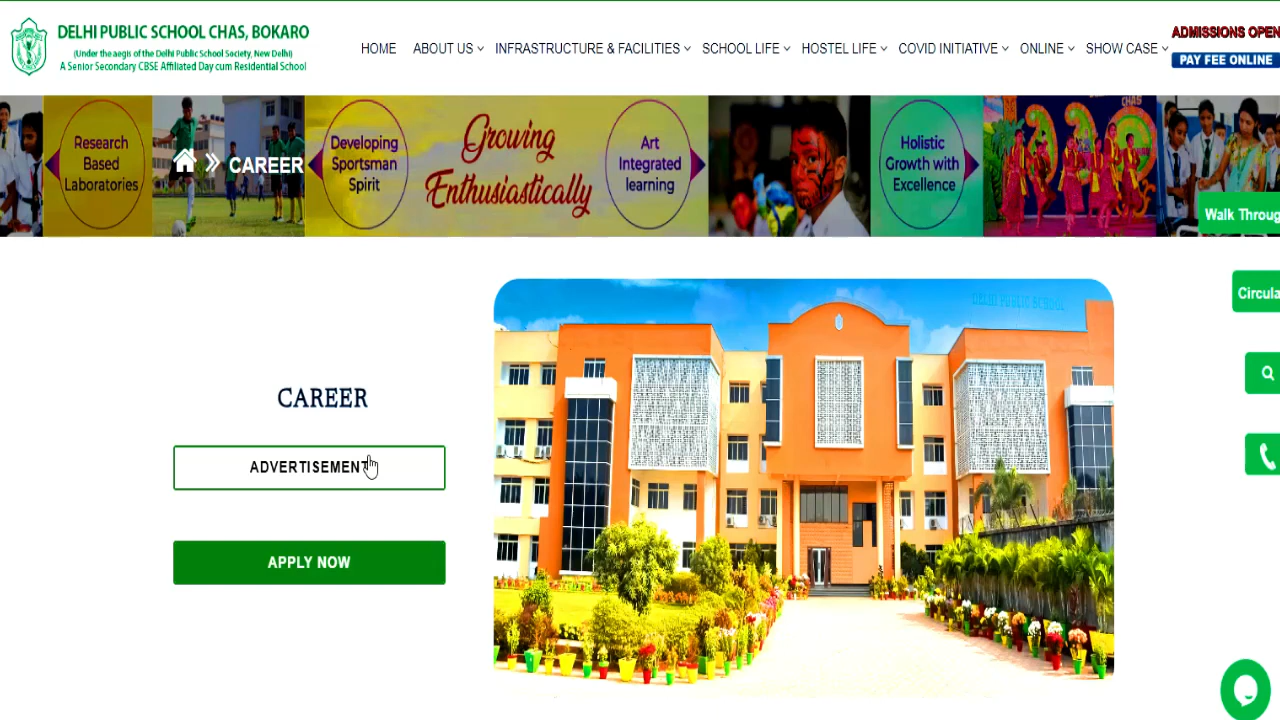 DELHI PUBLIC SCHOOL CHAS, BOKARO
(Under the aegis of the Delhi Public School Society, New Delhi)
A Senior Secondary CBSE Affiliated Day cum Residential School
HOME ABOUT US INFRASTRUCTURE & FACILITIES SCHOOL LIFE HOSTEL LIFE COVID INITIATIVE ONLINE SHOW CASE
ADMISSIONS OPEN
PAY FEE ONLINE
Research
Based
Laboratories
» CAREER
Developing
Sportsman
Spirit
Growing
Enthusiastically
Art
Integrated
learning
Holistic
Growth with
Excellence
CHAS
Walk Throug
Circula
DELHI PUBLIC SCHOOL
CAREER
ADVERTISEMENT
APPLY NOW